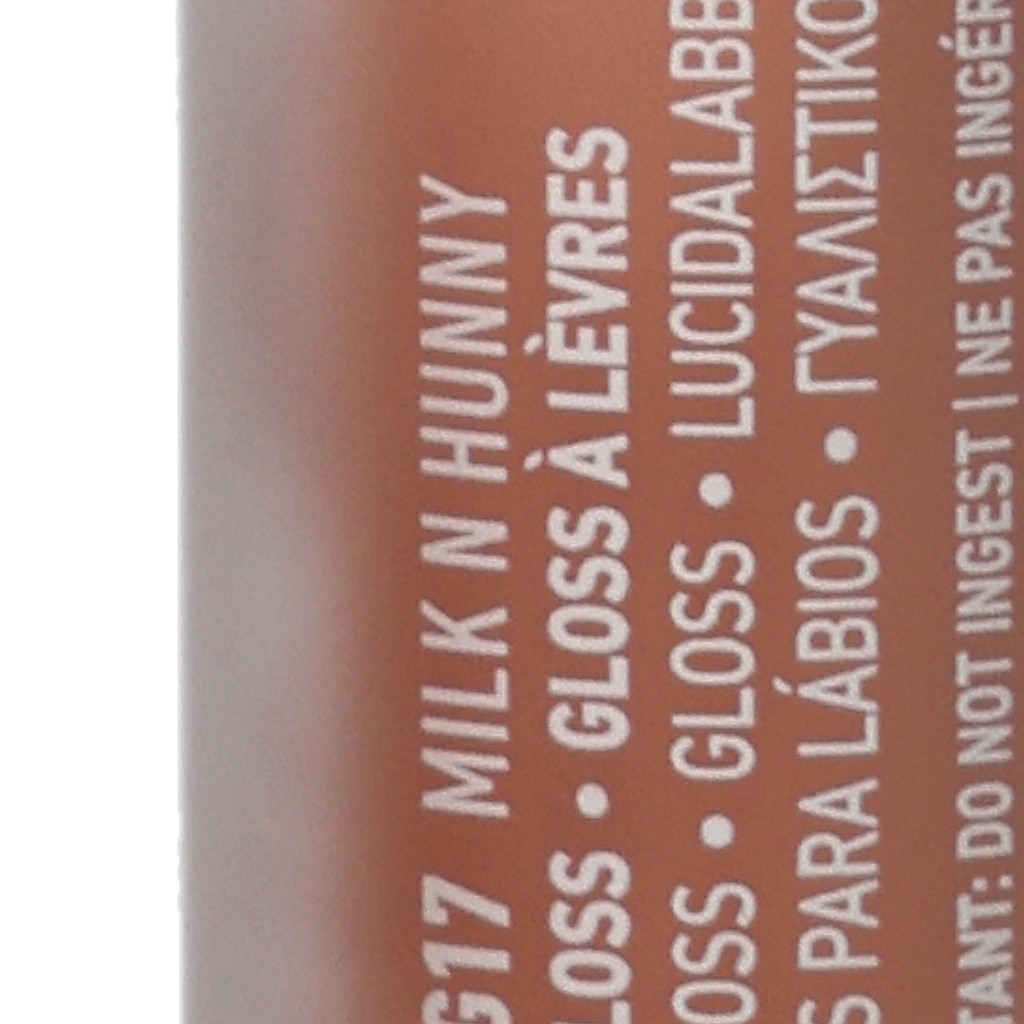 G17 MILK N HUNNY
LOSS • GLOSS À LÈVRES
OSS • GLOSS • LUCIDALABB
S PARA LÁBIOS • ΓΥΑΛΙΣΤΙΚΟ
TANT: DO NOT INGEST | NE PAS INGÉR